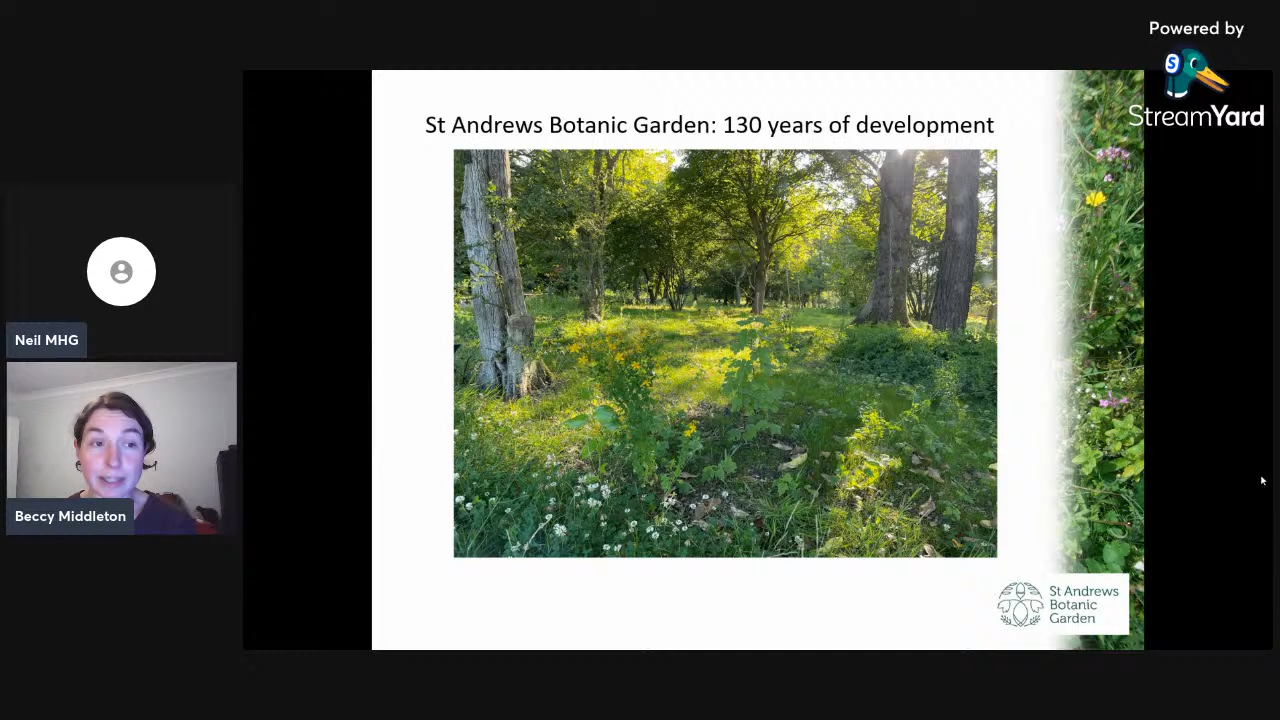 Powered by
StreamYard
St Andrews Botanic Garden: 130 years of development
Neil MHG
Beccy Middleton
St Andrews
Botanic
Garden
S